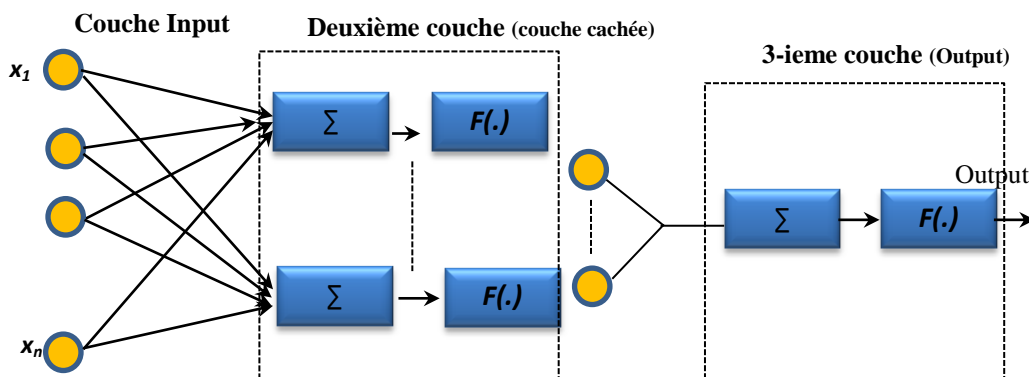 Couche Input
Deuxième couche (couche cachée)
3-ieme couche (Output)
x1
∑
F(.)
∑
F(.)
Output
∑
F(.)
xn